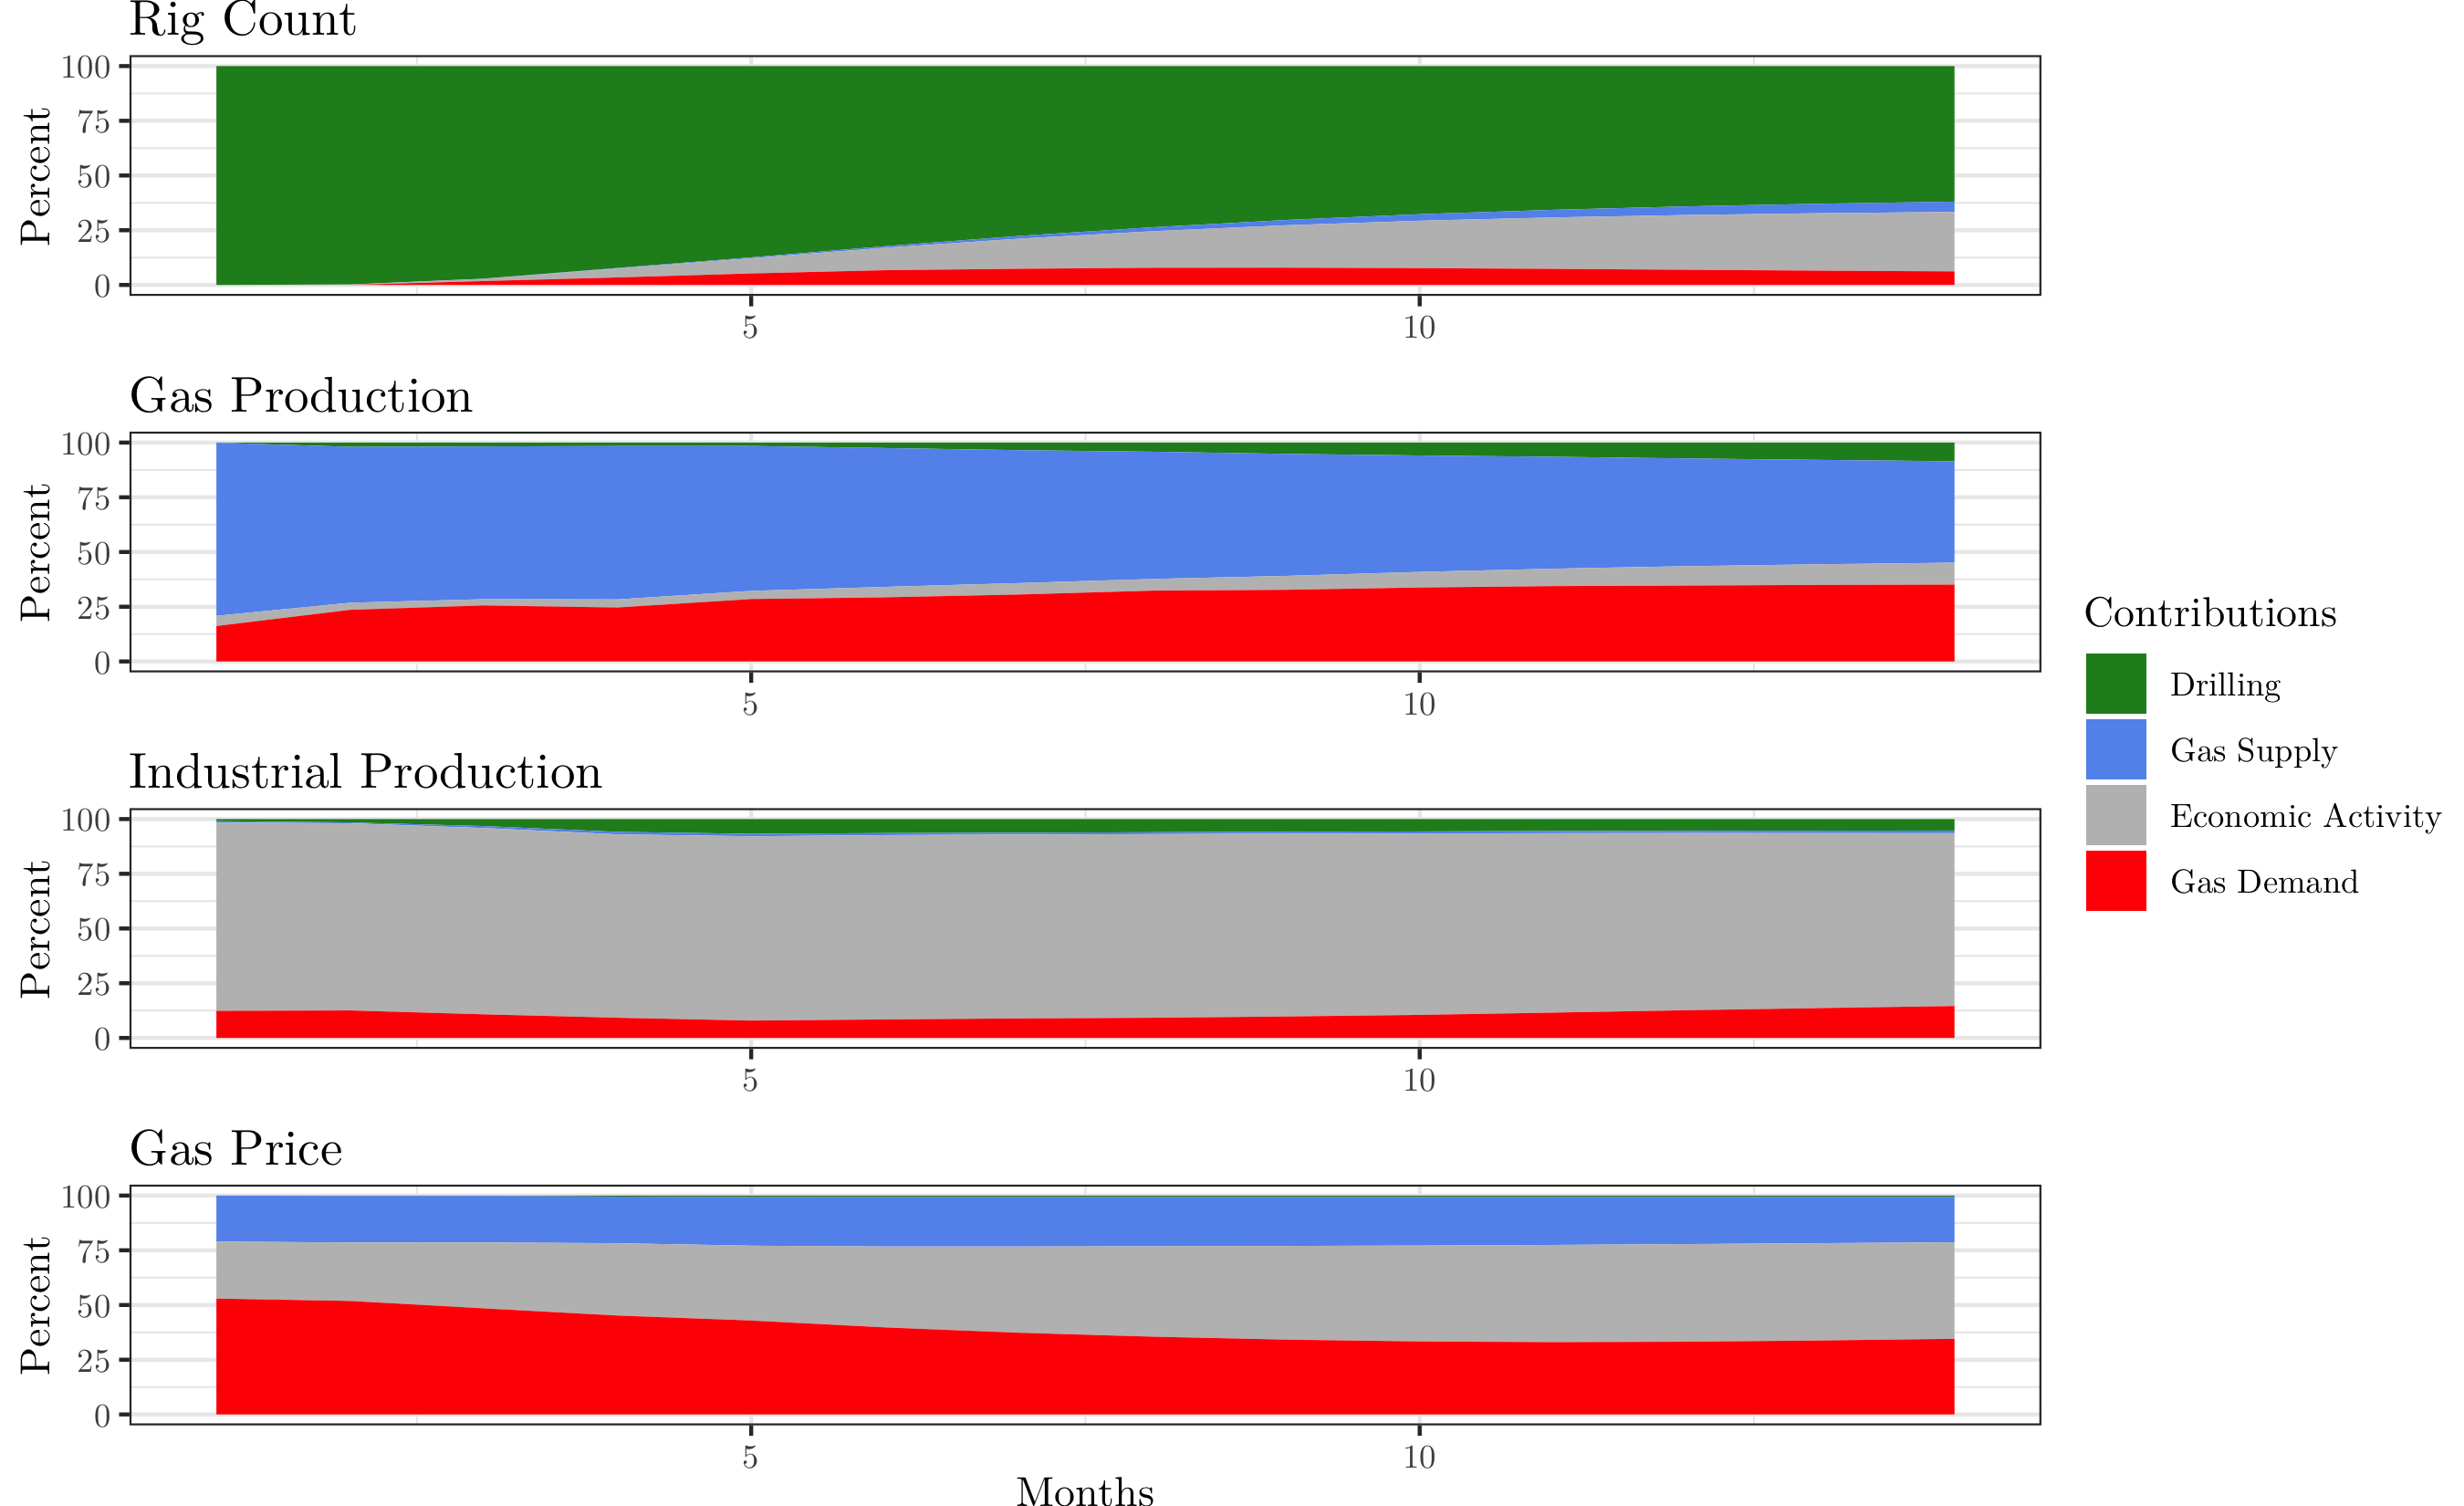 Rig Count
Percent
100
75
50
25
0
5
10
Gas Production
Percent
100
75
50
25
0
5
10
Industrial Production
Percent
100
75
50
25
0
5
10
Gas Price
Percent
100
75
50
25
0
5
10
Months
Contributions
Drilling
Gas Supply
Economic Activity
Gas Demand